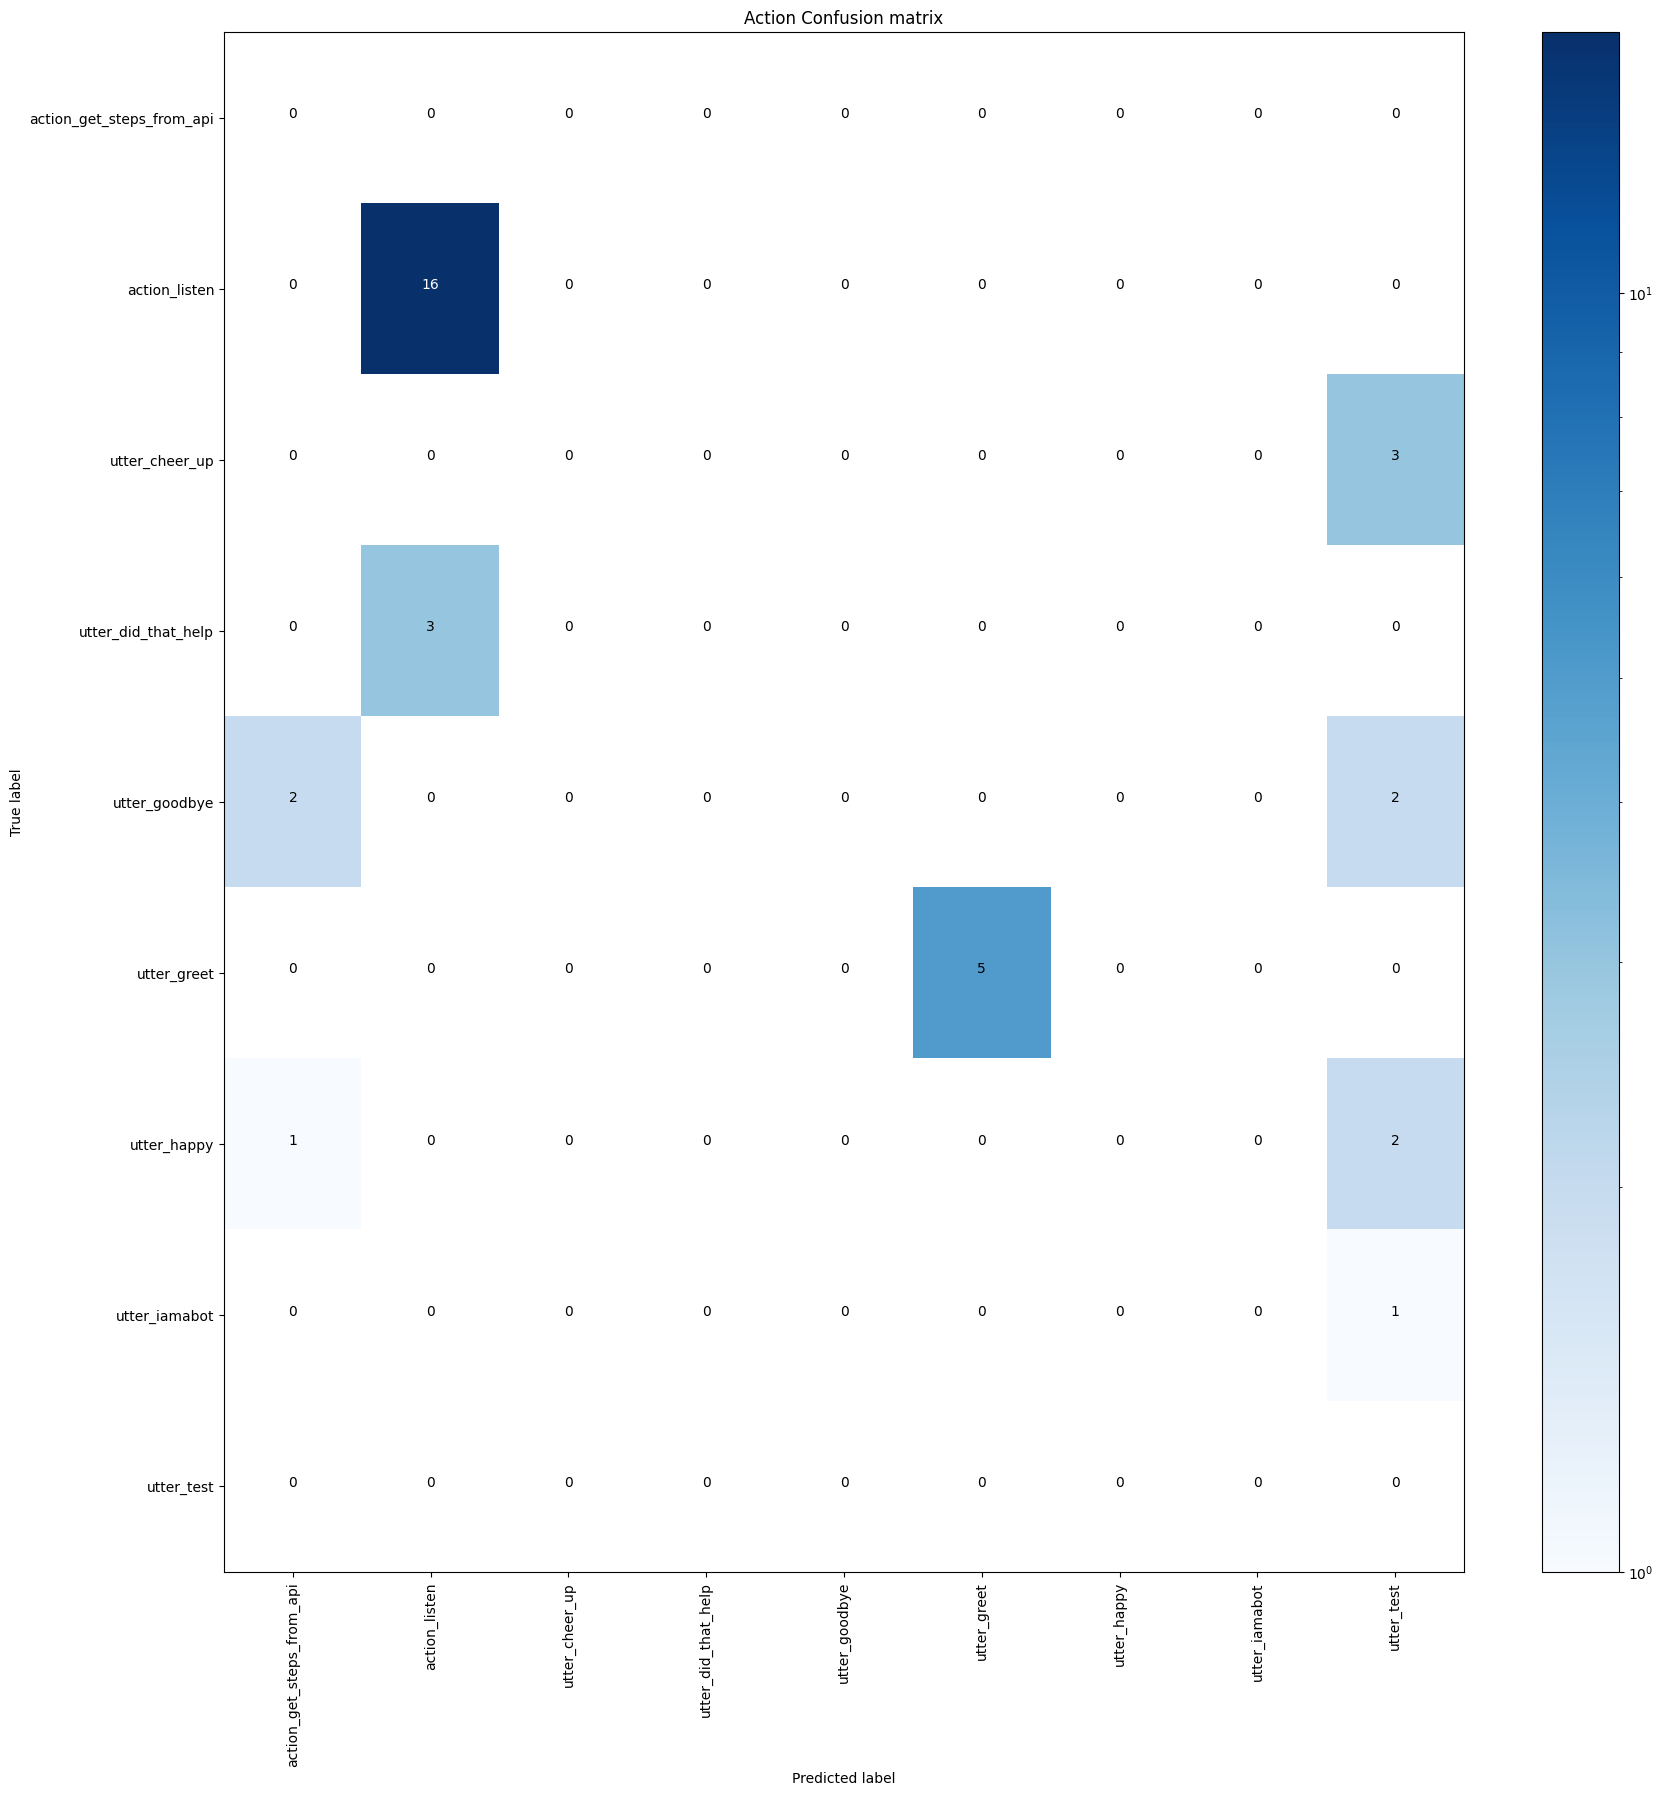 Action Confusion matrix
action_get_steps_from_api 0 0 0 0 0 0 0 0 0
action_listen 0 16 0 0 0 0 0 0 0
utter_cheer_up 0 0 0 0 0 0 0 0 3
utter_did_that_help 0 3 0 0 0 0 0 0 0
utter_goodbye 2 0 0 0 0 0 0 0 2
utter_greet 0 0 0 0 0 5 0 0 0
utter_happy 1 0 0 0 0 0 0 0 2
utter_iamabot 0 0 0 0 0 0 0 0 1
utter_test 0 0 0 0 0 0 0 0 0
True label
action_get_steps_from_api
action_listen
utter_cheer_up
utter_did_that_help
utter_goodbye
utter_greet
utter_happy
utter_iamabot
utter_test
Predicted label
10¹
10⁰